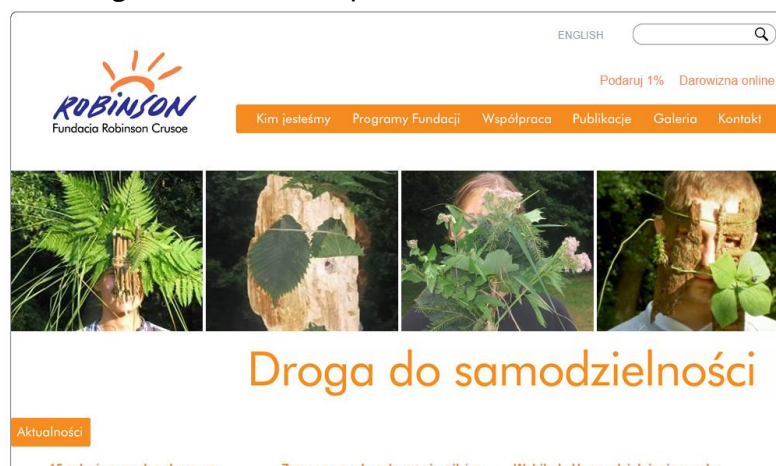 ENGLISH
Podaruj 1% Darowizna online
ROBINSON
Fundacja Robinson Crusoe
Kim jesteśmy Programy Fundacji Współpraca Publikacje Galeria Kontakt
Droga do samodzielności
Aktualności